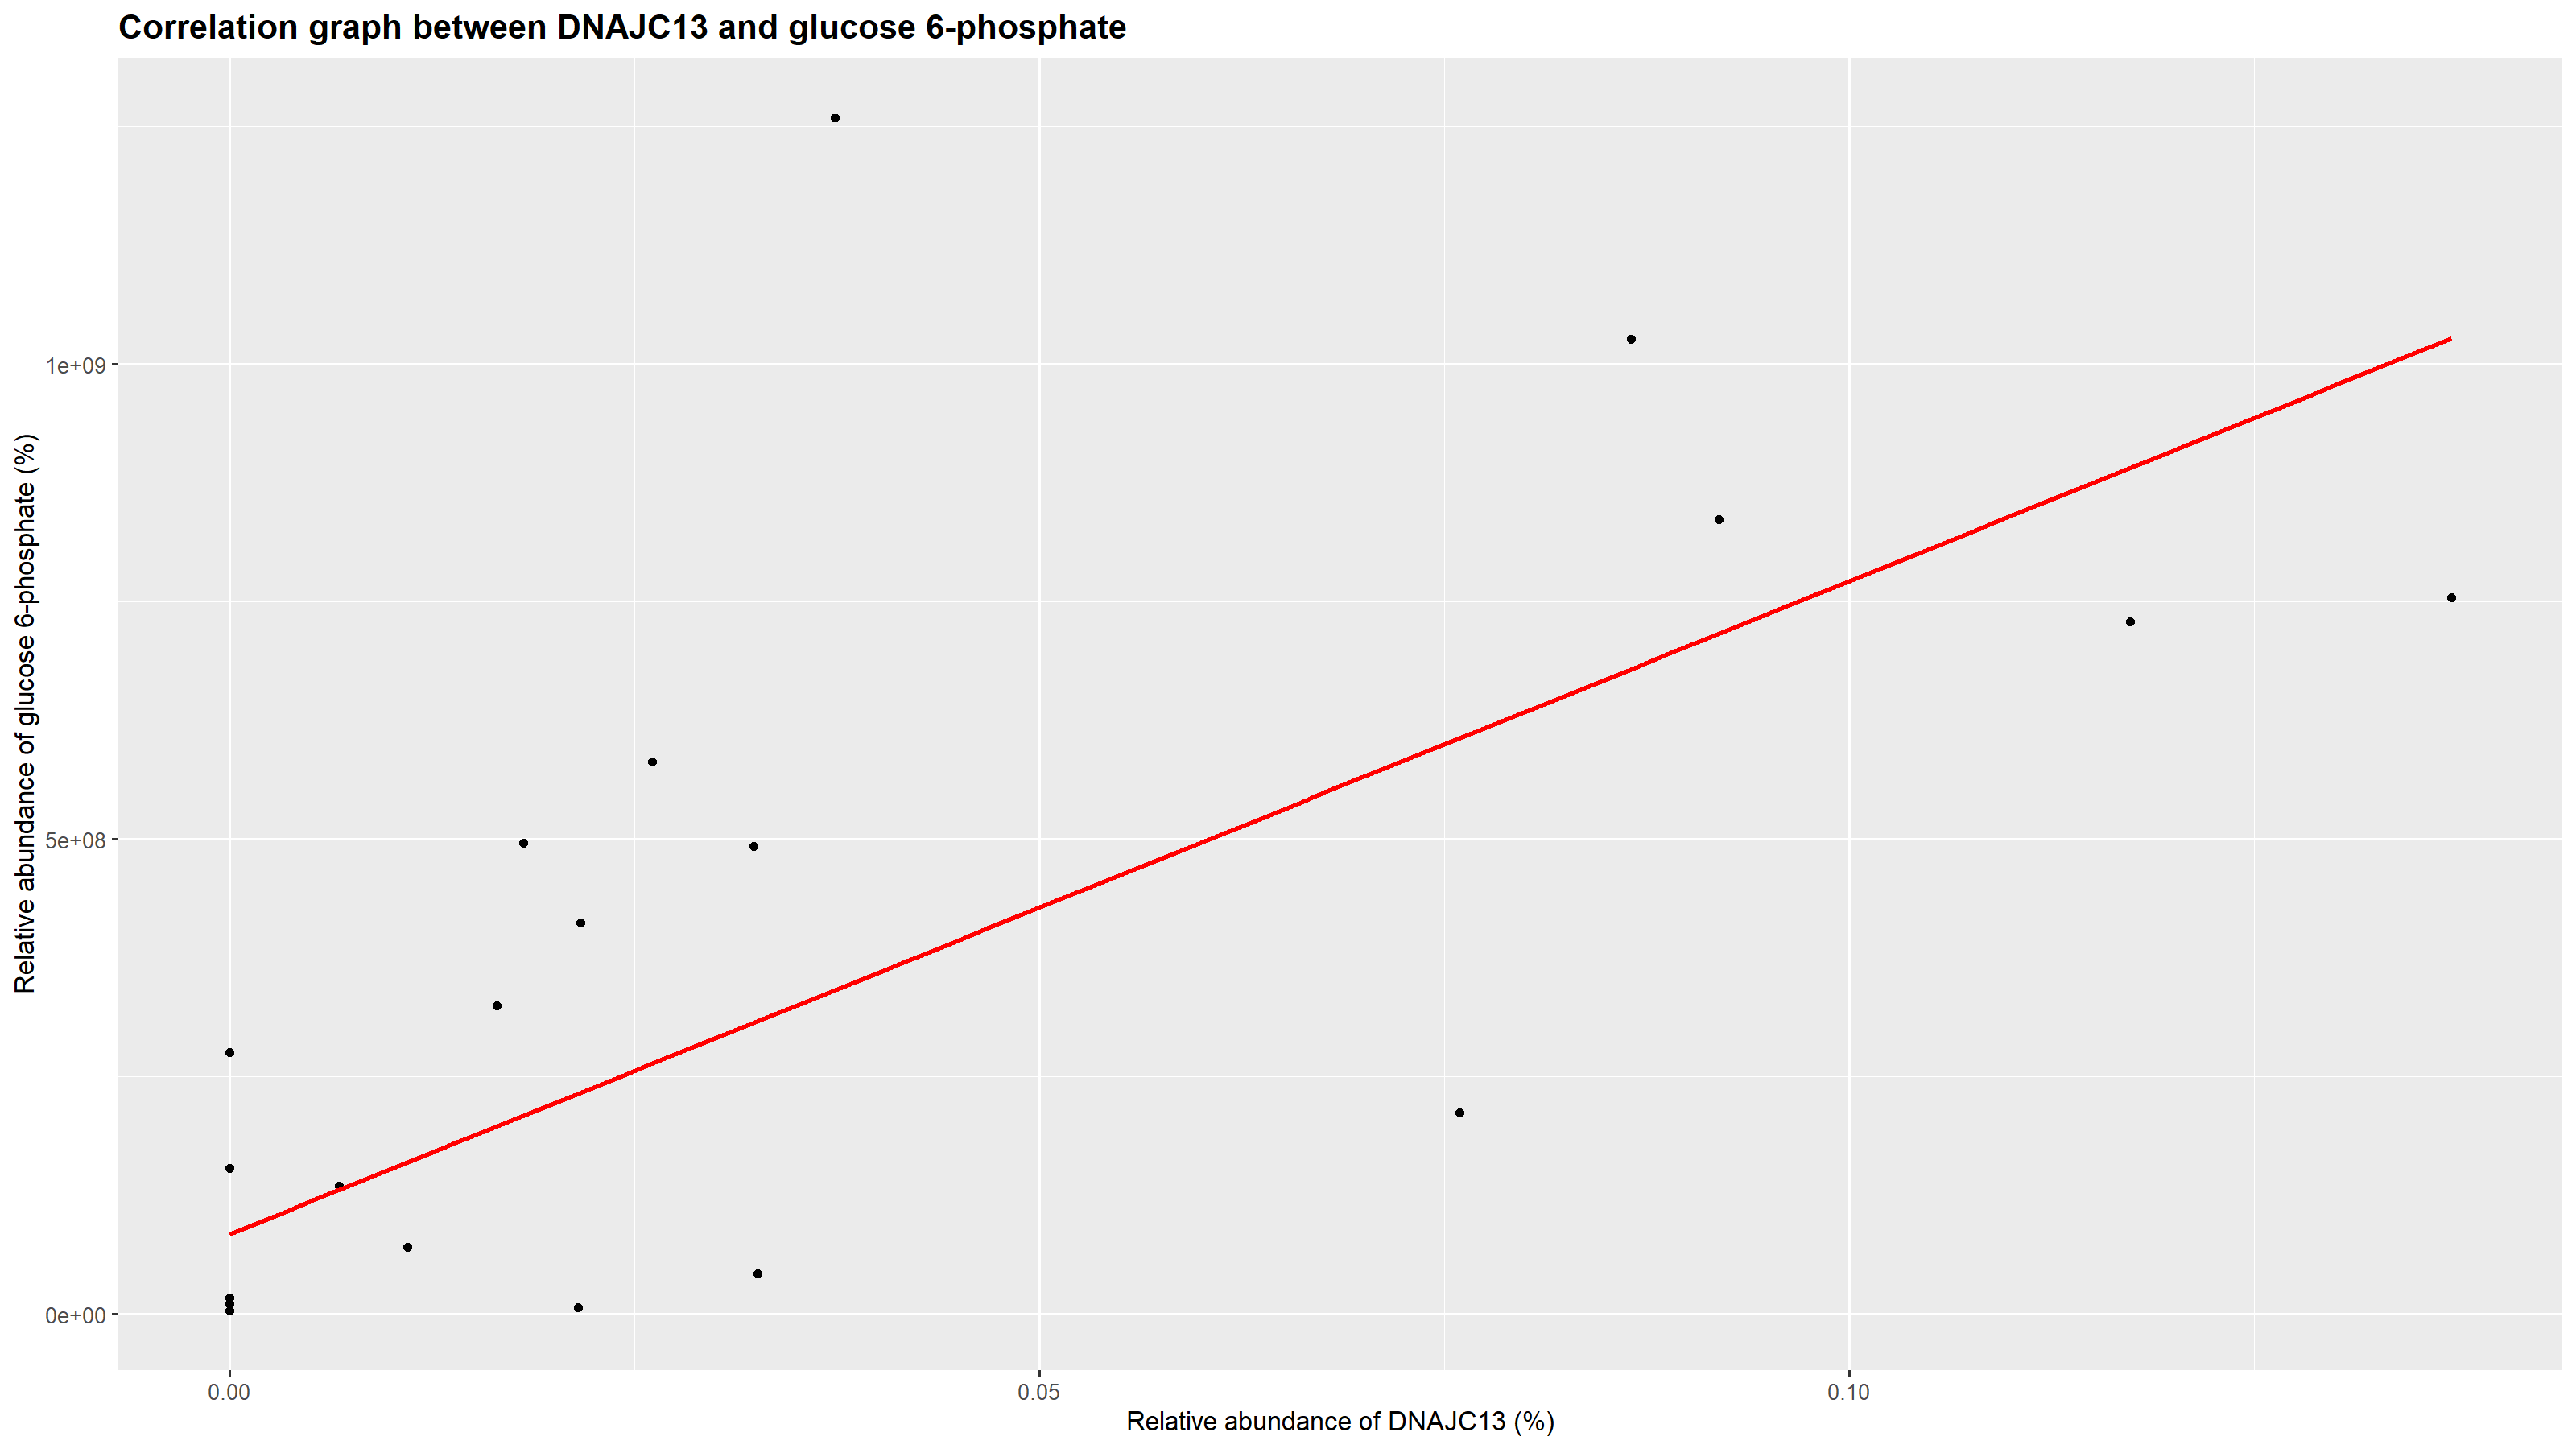 Correlation graph between DNAJC13 and glucose 6-phosphate
Relative abundance of glucose 6-phosphate (%)
1e+09
5e+08
0e+00
0.00
0.05
0.10
Relative abundance of DNAJC13 (%)